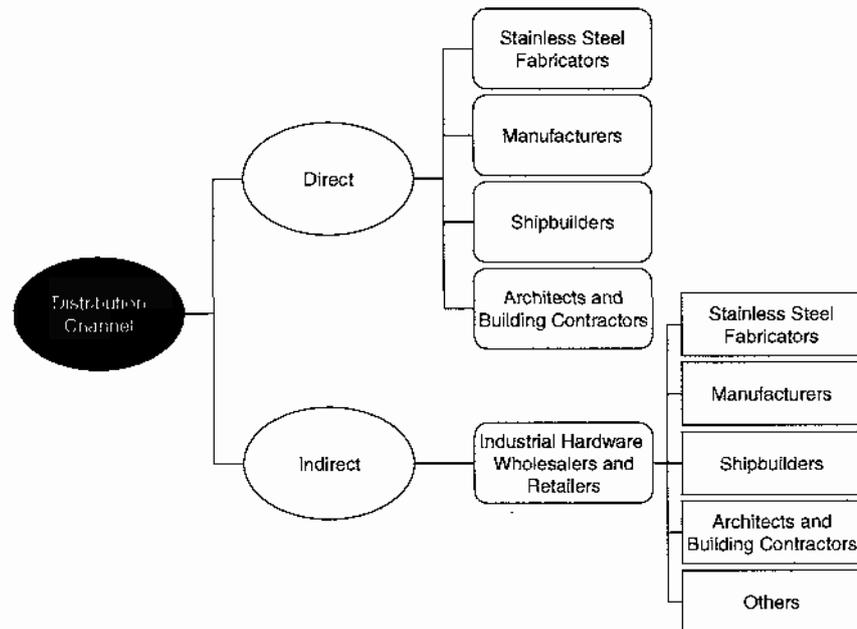 Stainless Steel
Fabricators
Manufacturers
Direct
Shipbuilders
Architects and
Building Contractors
Distribution
Channel
Stainless Steel
Fabricators
Manufacturers
Indirect
Industrial Hardware
Wholesalers and
Retailers
Shipbuilders
Architects and
Building Contractors
Others